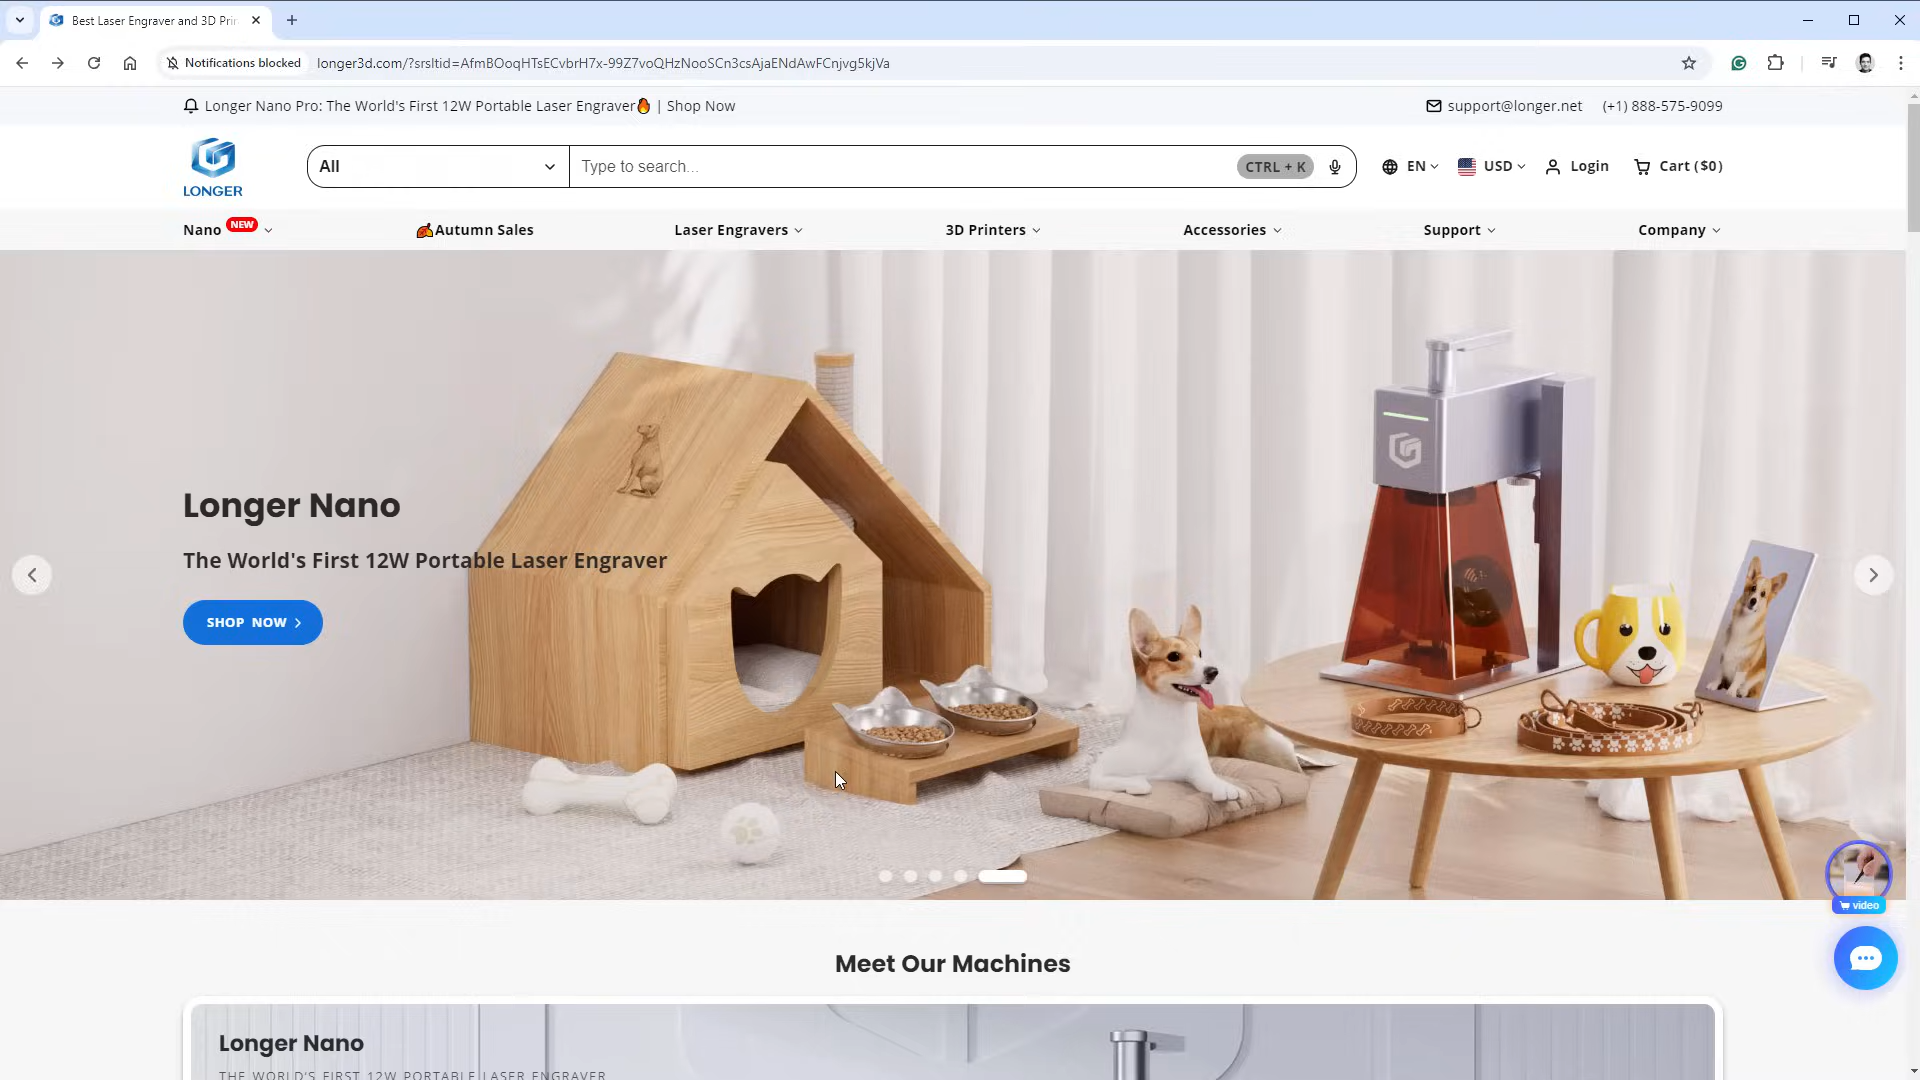 Best Laser Engraver and 3D Prin
Notifications blocked
longer3d.com/?srsltid=AfmBOoqHTsECvbrH7x-99Z7voQHzNooSCn3csAjaENdAwFCnjvg5kjVa
Longer Nano Pro: The World's First 12W Portable Laser Engraver🔥 | Shop Now
support@longer.net
(+1) 888-575-9099
LONGER
All
Type to search...
CTRL + K
EN
USD
Login
Cart ($0)
Nano NEW
🍂Autumn Sales
Laser Engravers
3D Printers
Accessories
Support
Company
Longer Nano
The World's First 12W Portable Laser Engraver
SHOP NOW
video
Meet Our Machines
Longer Nano
THE WORLD'S FIRST 12W PORTABLE LASER ENGRAVER